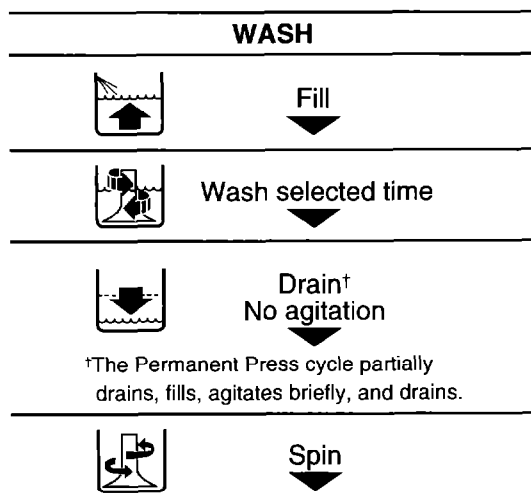 WASH
Fill
Wash selected time
Drain†
No agitation
†The Permanent Press cycle partially
drains, fills, agitates briefly, and drains.
Spin